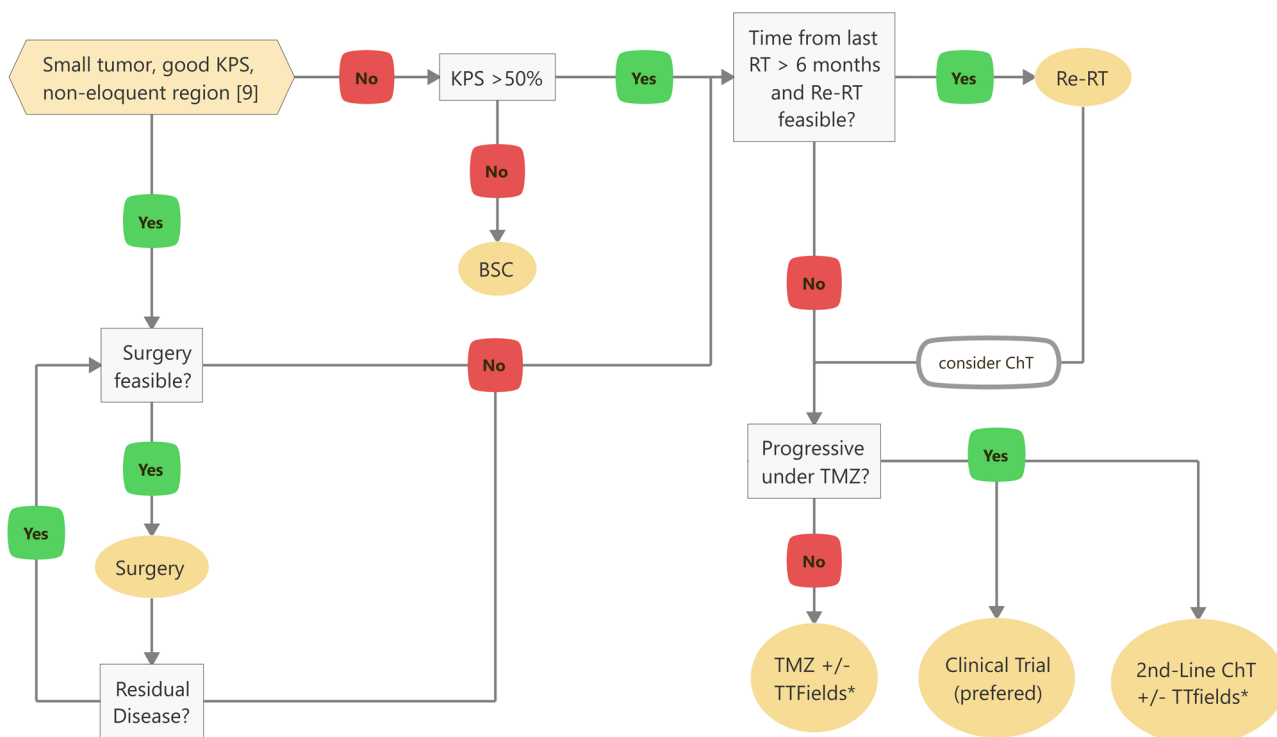 Small tumor, good KPS,
non-eloquent region [9]
No
KPS >50%
Yes
Time from last
RT > 6 months
and Re-RT
feasible?
Yes
Re-RT
No
BSC
Yes
No
Surgery
feasible?
No
consider ChT
Yes
Surgery
Yes
Residual
Disease?
Progressive
under TMZ?
Yes
No
TMZ +/-
TTFields*
Clinical Trial
(prefered)
2nd-Line ChT
+/- TTfields*